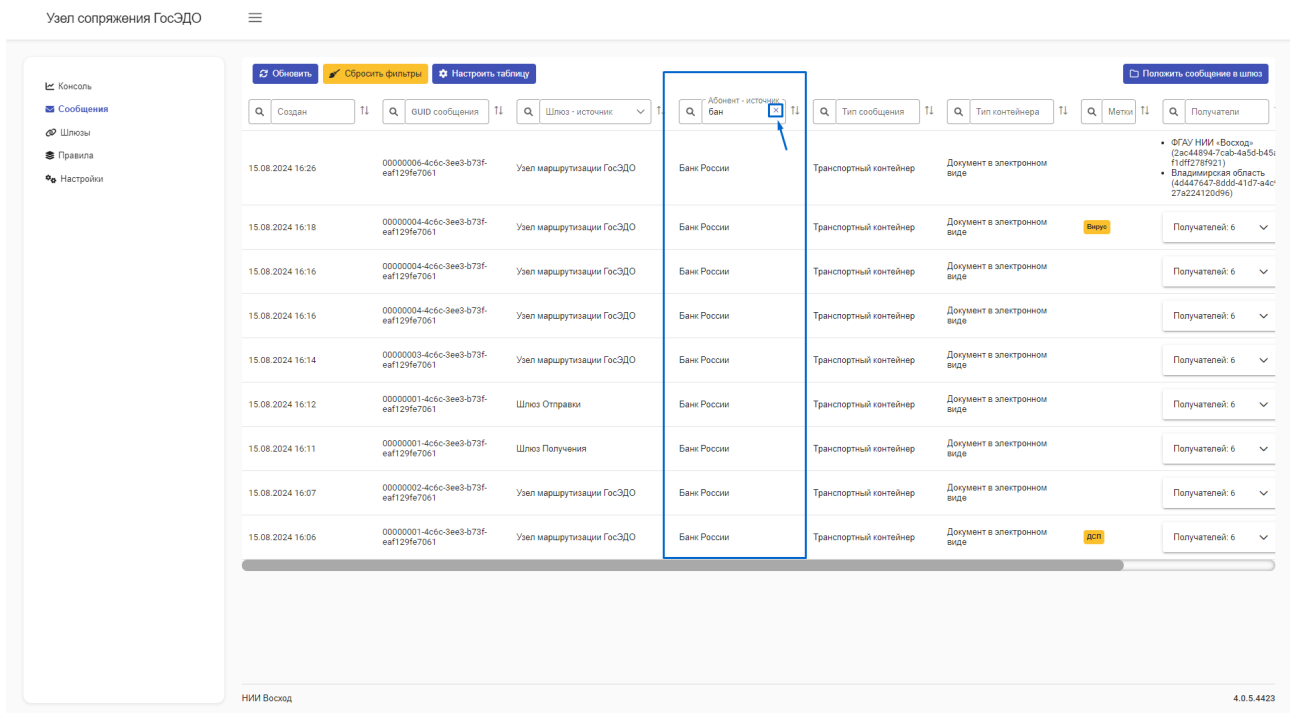 Узел сопряжения ГосЭДО
Консоль
Сообщения
Шлюзы
Правила
Настройки
Обновить
Сбросить фильтры
Настроить таблицу
Положить сообщение в шлюз
Создан
GUID сообщения
Шлюз - источник
Абонент - источник
бан
Тип сообщения
Тип контейнера
Метки
Получатели
15.08.2024 16:26
00000006-4c6c-3ee3-b73f-
eaf129fe7061
Узел маршрутизации ГосЭДО
Банк России
Транспортный контейнер
Документ в электронном
виде
• ФГАУ НИИ «Восход»
(2ac44894-7cab-4a5d-b45a
f1dff278f921)
• Владимирская область
(4d447647-8ddd-41d7-a4c
27a224120d96)
15.08.2024 16:18
00000004-4c6c-3ee3-b73f-
eaf129fe7061
Узел маршрутизации ГосЭДО
Банк России
Транспортный контейнер
Документ в электронном
виде
Вирус
Получателей: 6
15.08.2024 16:16
00000004-4c6c-3ee3-b73f-
eaf129fe7061
Узел маршрутизации ГосЭДО
Банк России
Транспортный контейнер
Документ в электронном
виде
Получателей: 6
15.08.2024 16:16
00000004-4c6c-3ee3-b73f-
eaf129fe7061
Узел маршрутизации ГосЭДО
Банк России
Транспортный контейнер
Документ в электронном
виде
Получателей: 6
15.08.2024 16:14
00000003-4c6c-3ee3-b73f-
eaf129fe7061
Узел маршрутизации ГосЭДО
Банк России
Транспортный контейнер
Документ в электронном
виде
Получателей: 6
15.08.2024 16:12
00000001-4c6c-3ee3-b73f-
eaf129fe7061
Шлюз Отправки
Банк России
Транспортный контейнер
Документ в электронном
виде
Получателей: 6
15.08.2024 16:11
00000001-4c6c-3ee3-b73f-
eaf129fe7061
Шлюз Получения
Банк России
Транспортный контейнер
Документ в электронном
виде
Получателей: 6
15.08.2024 16:07
00000002-4c6c-3ee3-b73f-
eaf129fe7061
Узел маршрутизации ГосЭДО
Банк России
Транспортный контейнер
Документ в электронном
виде
Получателей: 6
15.08.2024 16:06
00000001-4c6c-3ee3-b73f-
eaf129fe7061
Узел маршрутизации ГосЭДО
Банк России
Транспортный контейнер
Документ в электронном
виде
ДСП
Получателей: 6
НИИ Восход
4.0.5.4423